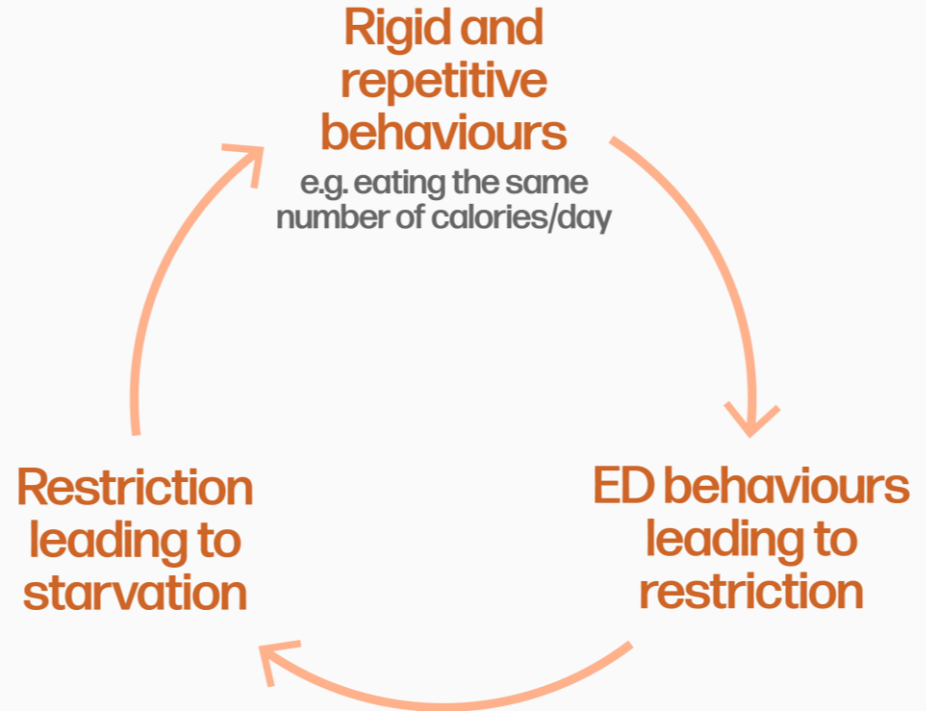 Rigid and
repetitive
behaviours
e.g. eating the same
number of calories/day
ED behaviours
leading to
restriction
Restriction
leading to
starvation